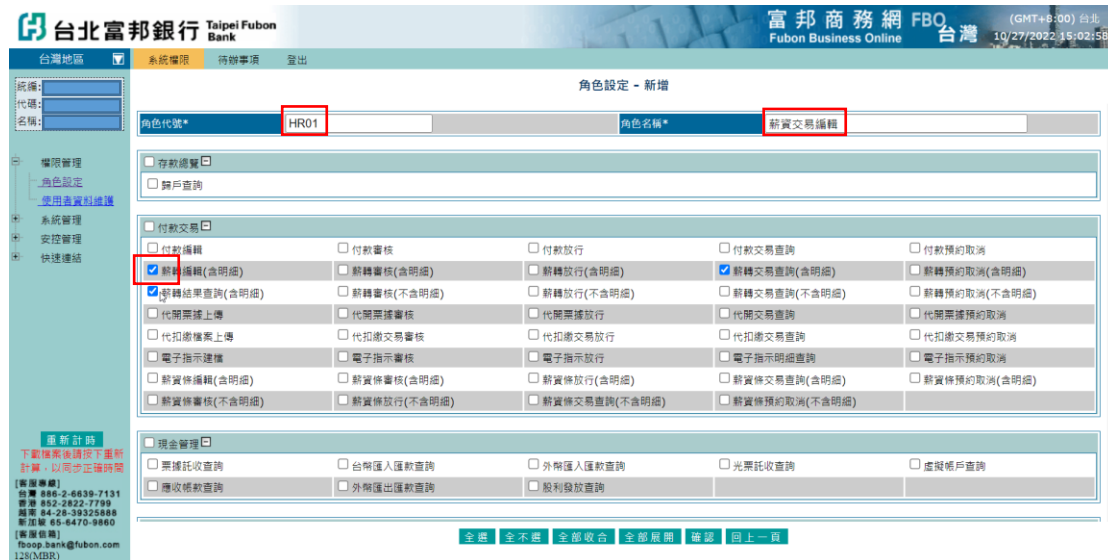 台北富邦銀行 Taipei Fubon Bank
富邦商務網 FBO
Fubon Business Online
台灣
(GMT+8:00) 台北
10/27/2022 15:02:58
台灣地區
系統權限 待辦事項 登出
統編:
代碼:
名稱:
角色設定 - 新增
角色代號* HR01 角色名稱* 薪資交易編輯
權限管理
角色設定
使用者資料維護
系統管理
安控管理
快速連結
存款總覽
歸戶查詢
付款交易
付款編輯 付款審核 付款放行 付款交易查詢 付款預約取消
薪轉編輯(含明細) 薪轉審核(含明細) 薪轉放行(含明細) 薪轉交易查詢(含明細) 薪轉預約取消(含明細)
薪轉結果查詢(含明細) 薪轉審核(不含明細) 薪轉放行(不含明細) 薪轉交易查詢(不含明細) 薪轉預約取消(不含明細)
代開票據上傳 代開票據審核 代開票據放行 代開交易查詢 代開票據預約取消
代扣繳檔案上傳 代扣繳交易審核 代扣繳交易放行 代扣繳交易查詢 代扣繳交易預約取消
電子指示建檔 電子指示審核 電子指示放行 電子指示明細查詢 電子指示預約取消
薪資條編輯(含明細) 薪資條審核(含明細) 薪資條放行(含明細) 薪資條交易查詢(含明細) 薪資條預約取消(含明細)
薪資條審核(不含明細) 薪資條放行(不含明細) 薪資條交易查詢(不含明細) 薪資條預約取消(不含明細)
現金管理
票據託收查詢 台幣匯入匯款查詢 外幣匯入匯款查詢 光票託收查詢 虛擬帳戶查詢
應收帳款查詢 外幣匯出匯款查詢 股利發放查詢
重新計時
下載檔案後請按下重新
計算，以同步正確時間
[客服專線]
台灣 886-2-6639-7131
香港 852-2822-7799
越南 84-28-39325888
新加坡 65-6470-9860
[客服信箱]
fboop.bank@fubon.com
128(MBR)
全選 全不選 全部收合 全部展開 確認 回上一頁